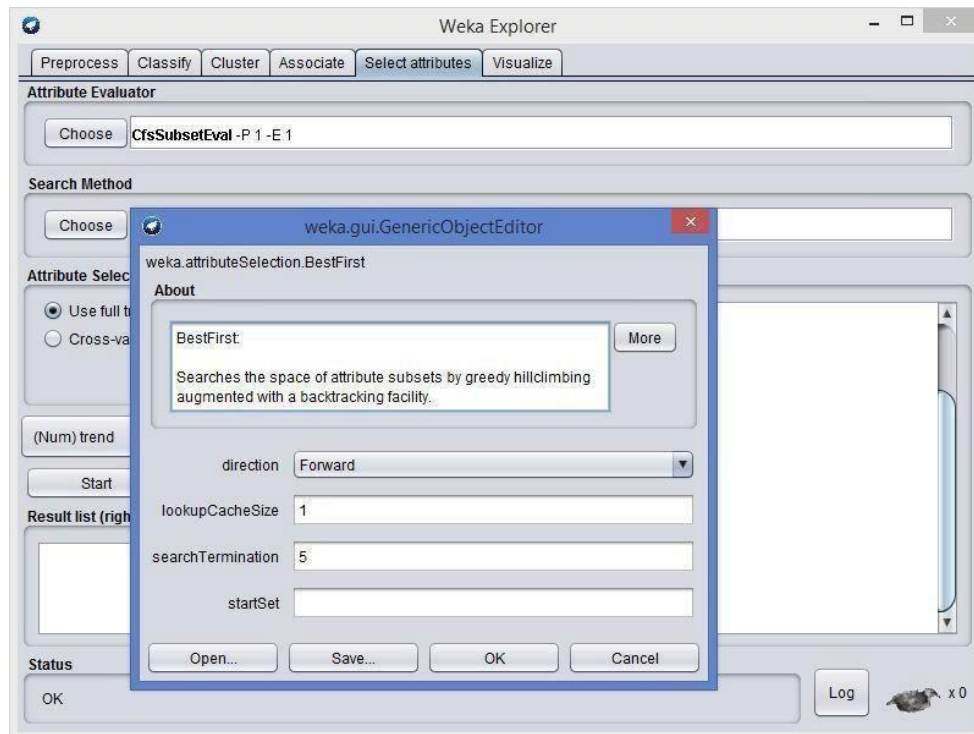 Weka Explorer
Preprocess Classify Cluster Associate Select attributes Visualize
Attribute Evaluator
Choose CfsSubsetEval -P 1 -E 1
Search Method
Choose
weka.gui.GenericObjectEditor
weka.attributeSelection.BestFirst
About
BestFirst:
More
Searches the space of attribute subsets by greedy hillclimbing
augmented with a backtracking facility.
direction Forward
lookupCacheSize 1
searchTermination 5
startSet
Open... Save... OK Cancel
Attribute Selec
Use full t
Cross-va
(Num) trend
Start
Result list (righ
Status
OK
Log
x 0